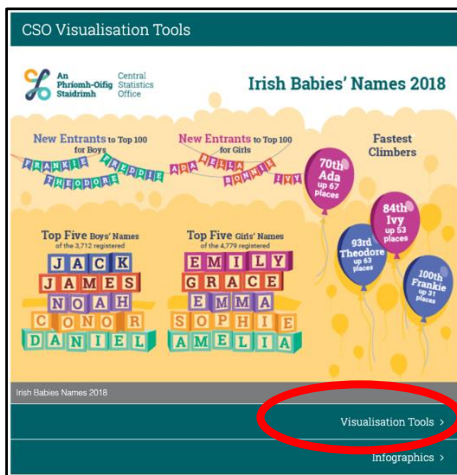 CSO Visualisation Tools
An Phríomh-Oifig Staidrimh
Central Statistics Office
Irish Babies' Names 2018
New Entrants to Top 100
for Boys
FRANKIE FREDDIE
THEODORE
New Entrants to Top 100
for Girls
ADA
BONNIE IVY
Fastest
Climbers
70th
Ada
up 67
places
84th
Ivy
up 53
places
93rd
Theodore
up 63
places
100th
Frankie
up 31
places
Top Five Boys' Names
of the 3,712 registered
JACK
JAMES
NOAH
CONOR
DANIEL
Top Five Girls' Names
of the 4,779 registered
EMILY
GRACE
EMMA
SOPHIE
AMELIA
Irish Babies Names 2018
Visualisation Tools >
Infographics >